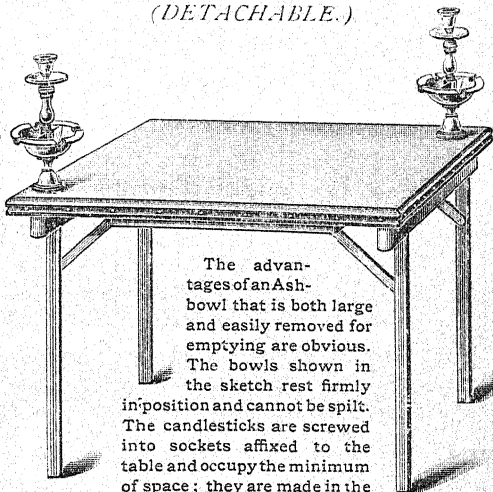 (DETACHABLE.)
The advan-
tages of an Ash-
bowl that is both large
and easily removed for
emptying are obvious.
The bowls shown in
the sketch rest firmly
in position and cannot be spilt.
The candlesticks are screwed
into sockets affixed to the
table and occupy the minimum
of space; they are made in the